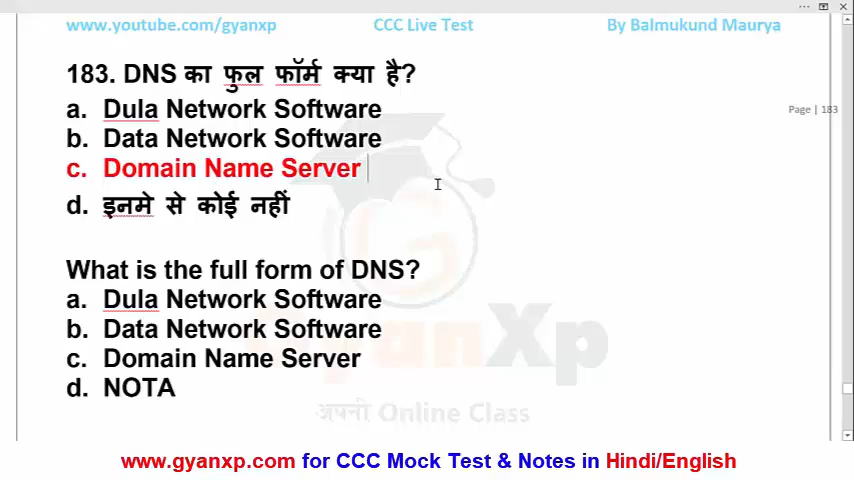 www.youtube.com/gyanxp CCC Live Test By Balmukund Maurya
183. DNS का फुल फॉर्म क्या है?
a. Dula Network Software
Page | 183
b. Data Network Software
c. Domain Name Server
d. इनमे से कोई नहीं
What is the full form of DNS?
a. Dula Network Software
b. Data Network Software
c. Domain Name Server
d. NOTA
GyanXp
अपनी Online Class
www.gyanxp.com for CCC Mock Test & Notes in Hindi/English